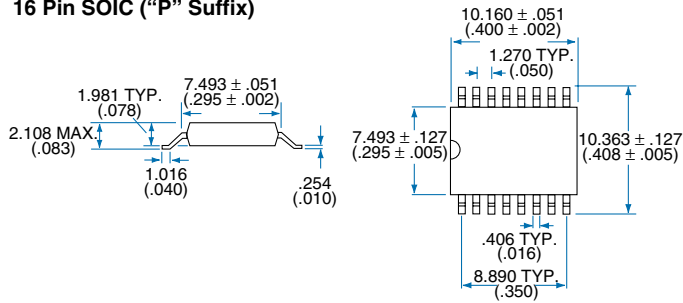 16 Pin SOIC (“P” Suffix)
10.160 ± .051
(.400 ± .002)
1.270 TYP.
(.050)
7.493 ± .051
(.295 ± .002)
1.981 TYP.
(.078)
2.108 MAX.
(.083)
1.016
(.040)
.254
(.010)
7.493 ± .127
(.295 ± .005)
10.363 ± .127
(.408 ± .005)
.406 TYP.
(.016)
8.890 TYP.
(.350)